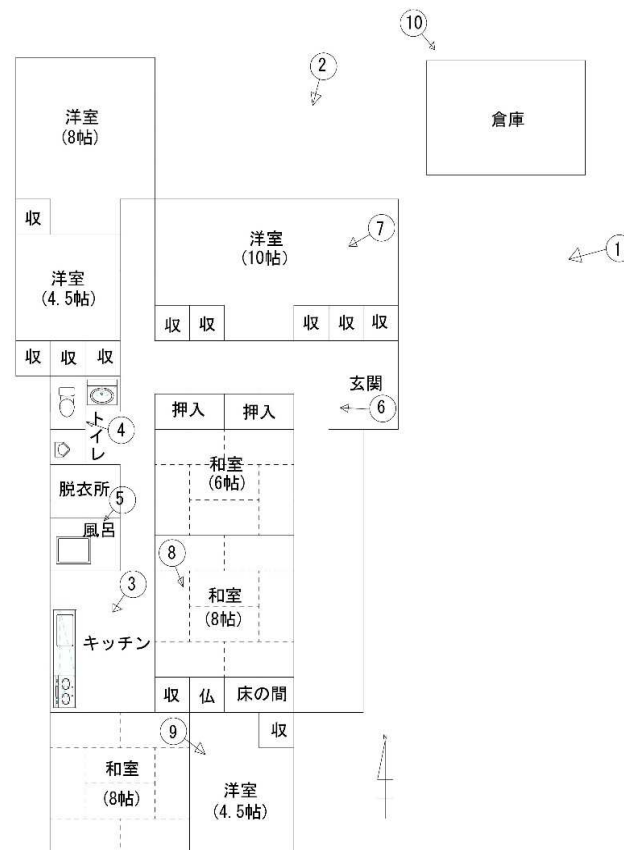 ⑩
②
洋室
(8帖)
倉庫
収
洋室
(10帖)
⑦
①
洋室
(4.5帖)
収
収
収
収
収
収
収
収
玄関
⑥
押入
押入
④
トイレ
和室
(6帖)
脱衣所
⑤
風呂
⑧
③
和室
(8帖)
キッチン
収
仏
床の間
⑨
収
和室
(8帖)
洋室
(4.5帖)